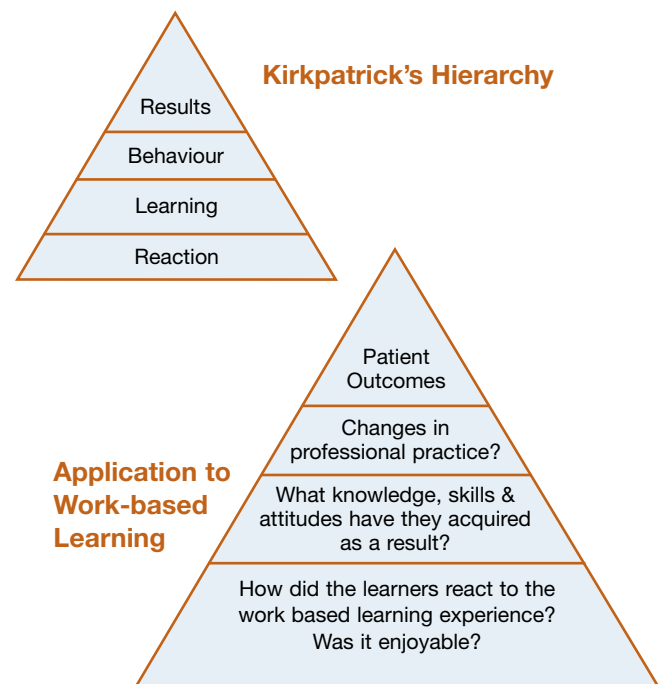 Kirkpatrick’s Hierarchy
Results
Behaviour
Learning
Reaction
Patient
Outcomes
Changes in
professional practice?
Application to
Work-based
Learning
What knowledge, skills &
attitudes have they acquired
as a result?
How did the learners react to the
work based learning experience?
Was it enjoyable?